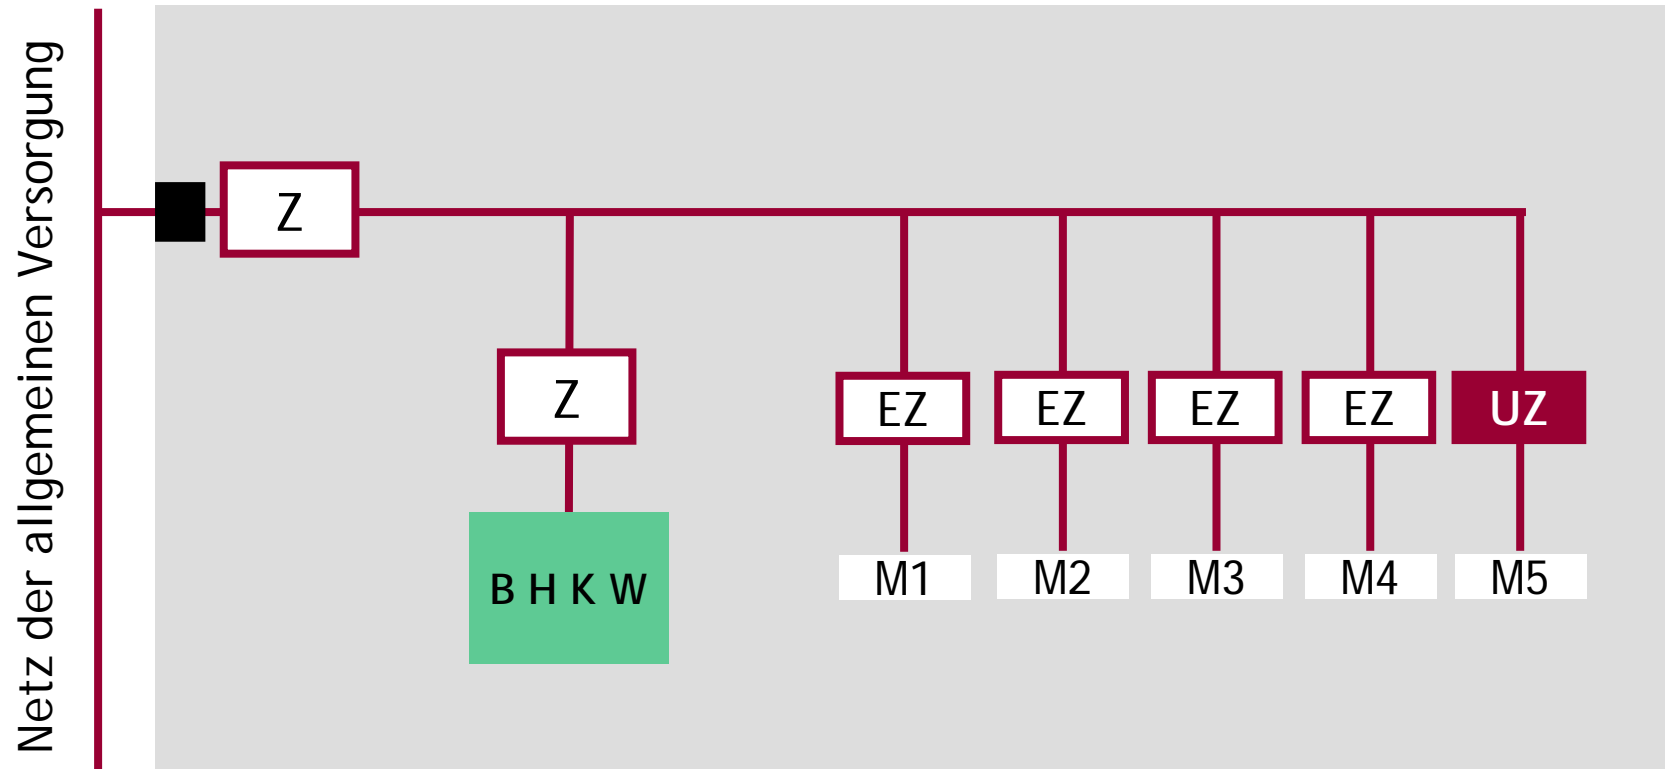 Netz der allgemeinen Versorgung
Z
Z
EZ
EZ
EZ
EZ
UZ
B H K W
M1
M2
M3
M4
M5